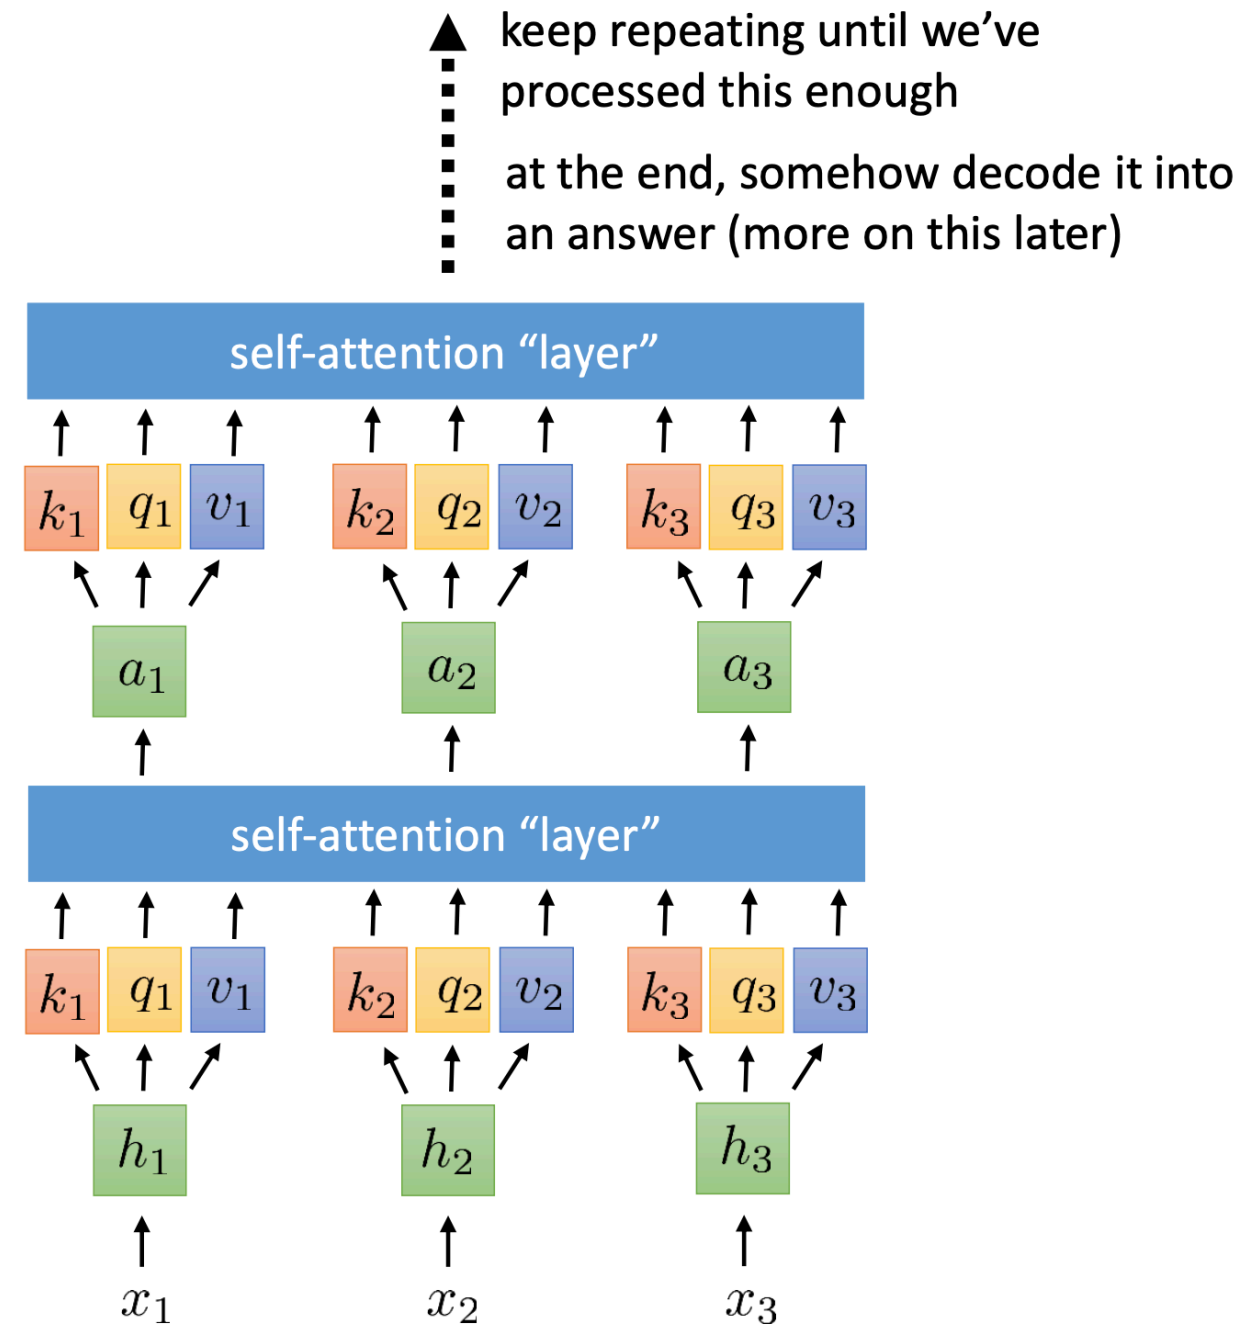 keep repeating until we’ve
processed this enough
at the end, somehow decode it into
an answer (more on this later)
self-attention “layer”
k₁ q₁ v₁ k₂ q₂ v₂ k₃ q₃ v₃
a₁ a₂ a₃
self-attention “layer”
k₁ q₁ v₁ k₂ q₂ v₂ k₃ q₃ v₃
h₁ h₂ h₃
x₁ x₂ x₃